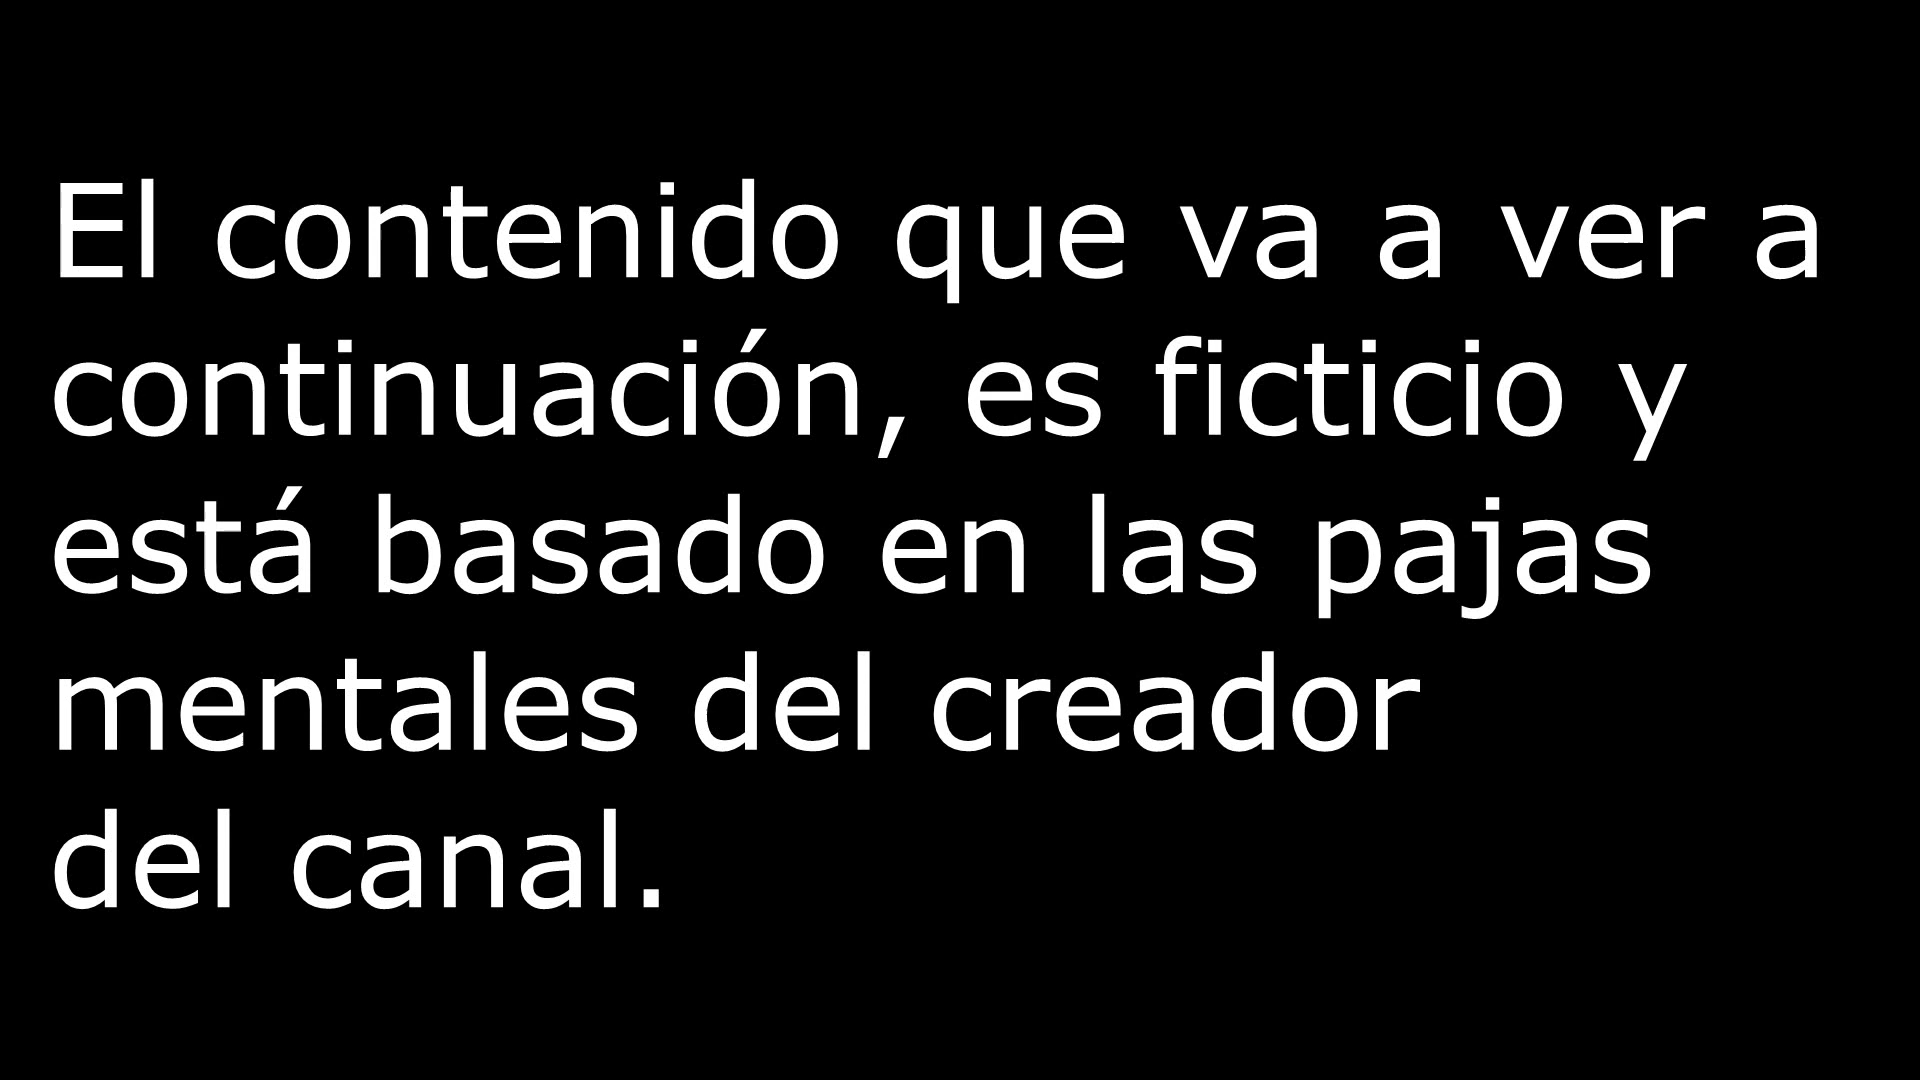 El contenido que va a ver a
continuación, es ficticio y
está basado en las pajas
mentales del creador
del canal.